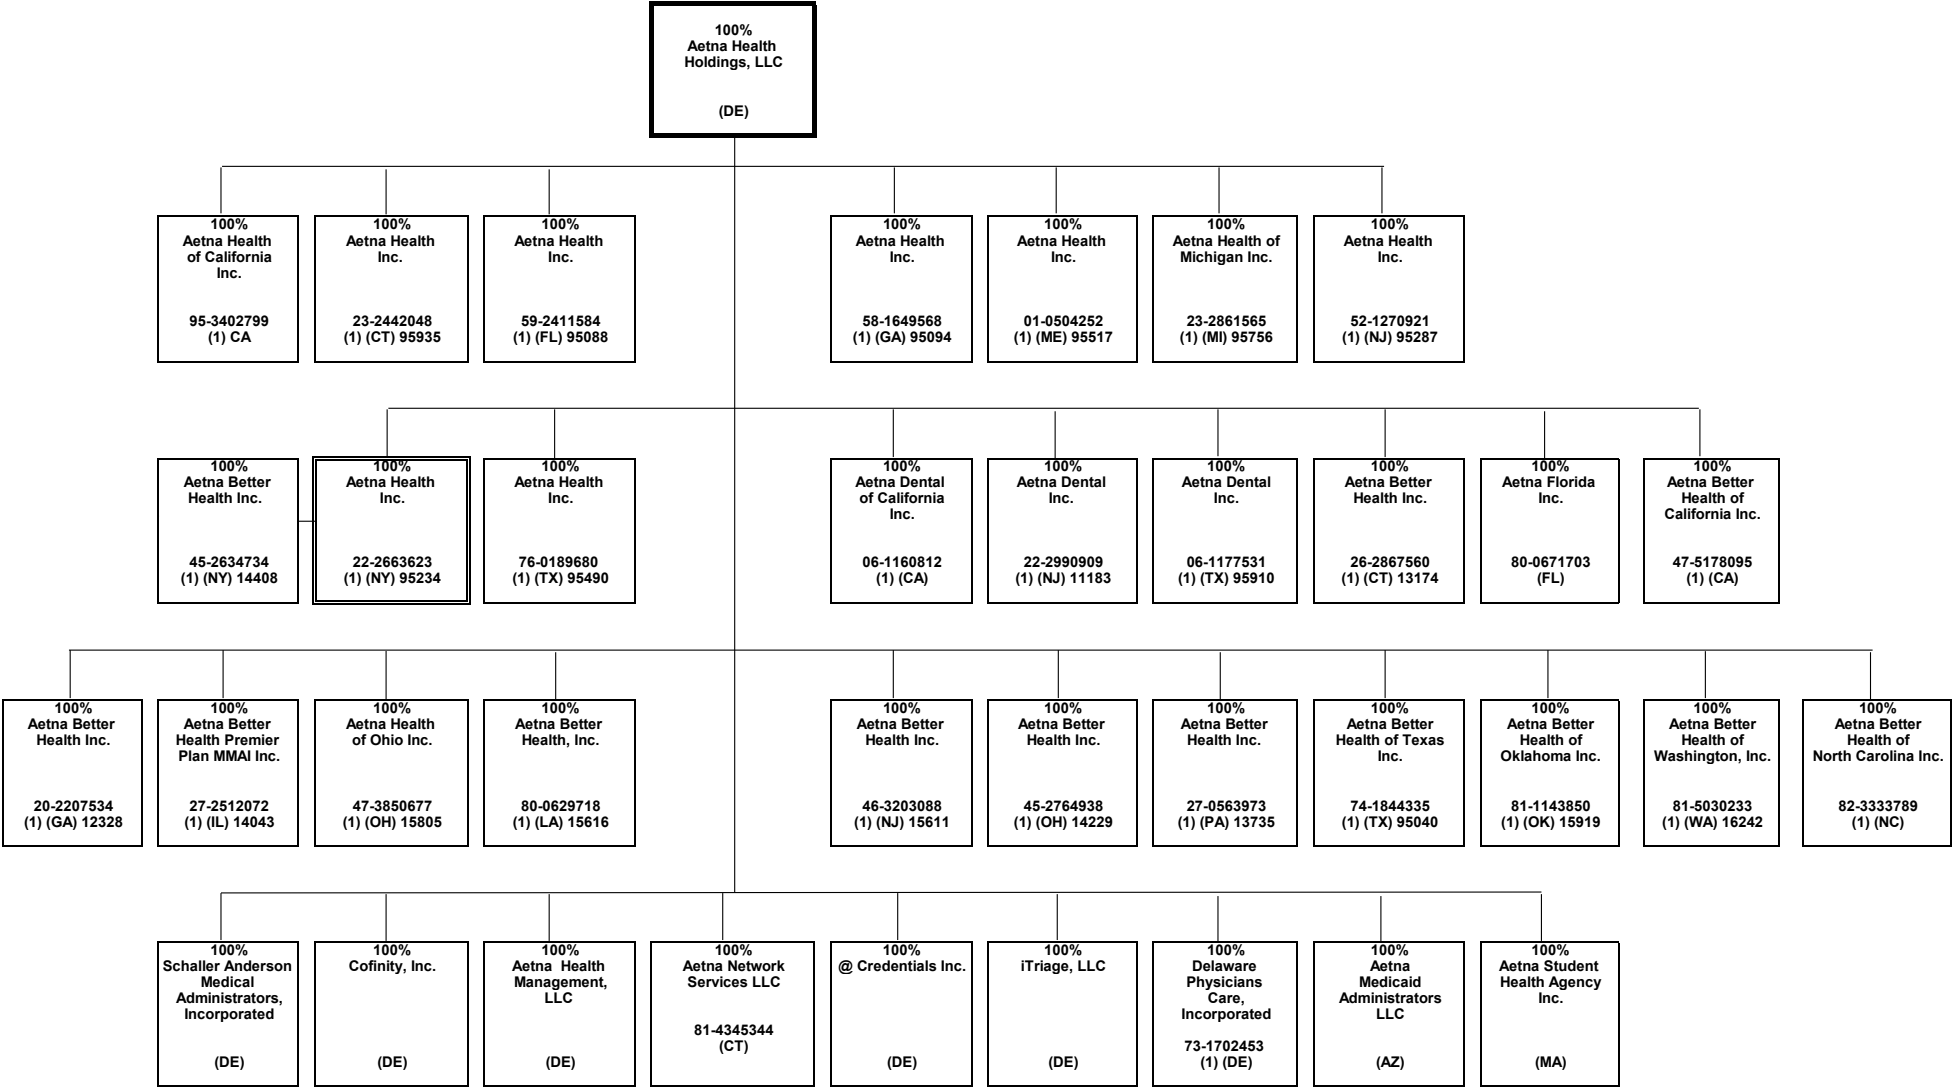 100%
Aetna Health
Holdings, LLC
(DE)
100%
Aetna Health
of California
Inc.
95-3402799
(1) CA
100%
Aetna Health
Inc.
23-2442048
(1) (CT) 95935
100%
Aetna Health
Inc.
59-2411584
(1) (FL) 95088
100%
Aetna Health
Inc.
58-1649568
(1) (GA) 95094
100%
Aetna Health
Inc.
01-0504252
(1) (ME) 95517
100%
Aetna Health of
Michigan Inc.
23-2861565
(1) (MI) 95756
100%
Aetna Health
Inc.
52-1270921
(1) (NJ) 95287
100%
Aetna Better
Health Inc.
45-2634734
(1) (NY) 14408
100%
Aetna Health
Inc.
22-2663623
(1) (NY) 95234
100%
Aetna Health
Inc.
76-0189680
(1) (TX) 95490
100%
Aetna Dental
of California
Inc.
06-1160812
(1) (CA)
100%
Aetna Dental
Inc.
22-2990909
(1) (NJ) 11183
100%
Aetna Dental
Inc.
06-1177531
(1) (TX) 95910
100%
Aetna Better
Health Inc.
26-2867560
(1) (CT) 13174
100%
Aetna Florida
Inc.
80-0671703
(FL)
100%
Aetna Better
Health of
California Inc.
47-5178095
(1) (CA)
100%
Aetna Better
Health Inc.
20-2207534
(1) (GA) 12328
100%
Aetna Better
Health Premier
Plan MMAI Inc.
27-2512072
(1) (IL) 14043
100%
Aetna Health
of Ohio Inc.
47-3850677
(1) (OH) 15805
100%
Aetna Better
Health, Inc.
80-0629718
(1) (LA) 15616
100%
Aetna Better
Health Inc.
46-3203088
(1) (NJ) 15611
100%
Aetna Better
Health Inc.
45-2764938
(1) (OH) 14229
100%
Aetna Better
Health Inc.
27-0563973
(1) (PA) 13735
100%
Aetna Better
Health of Texas
Inc.
74-1844335
(1) (TX) 95040
100%
Aetna Better
Health of
Oklahoma Inc.
81-1143850
(1) (OK) 15919
100%
Aetna Better
Health of
Washington, Inc.
81-5030233
(1) (WA) 16242
100%
Aetna Better
Health of
North Carolina Inc.
82-3333789
(1) (NC)
100%
Schaller Anderson
Medical
Administrators,
Incorporated
(DE)
100%
Cofinity, Inc.
(DE)
100%
Aetna Health
Management,
LLC
(DE)
100%
Aetna Network
Services LLC
81-4345344
(CT)
100%
@ Credentials Inc.
(DE)
100%
iTriage, LLC
(DE)
100%
Delaware
Physicians
Care,
Incorporated
73-1702453
(1) (DE)
100%
Aetna
Medicaid
Administrators
LLC
(AZ)
100%
Aetna Student
Health Agency
Inc.
(MA)